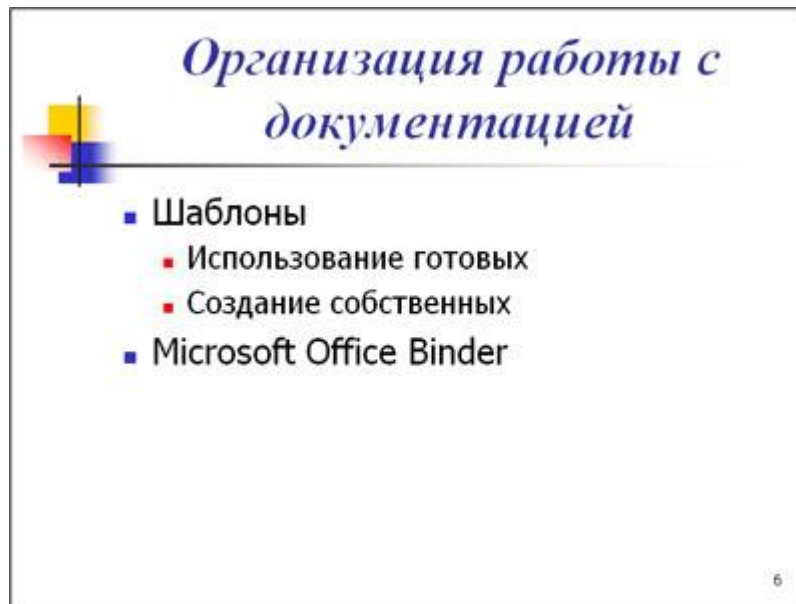 Организация работы с
документацией
Шаблоны
Использование готовых
Создание собственных
Microsoft Office Binder
6